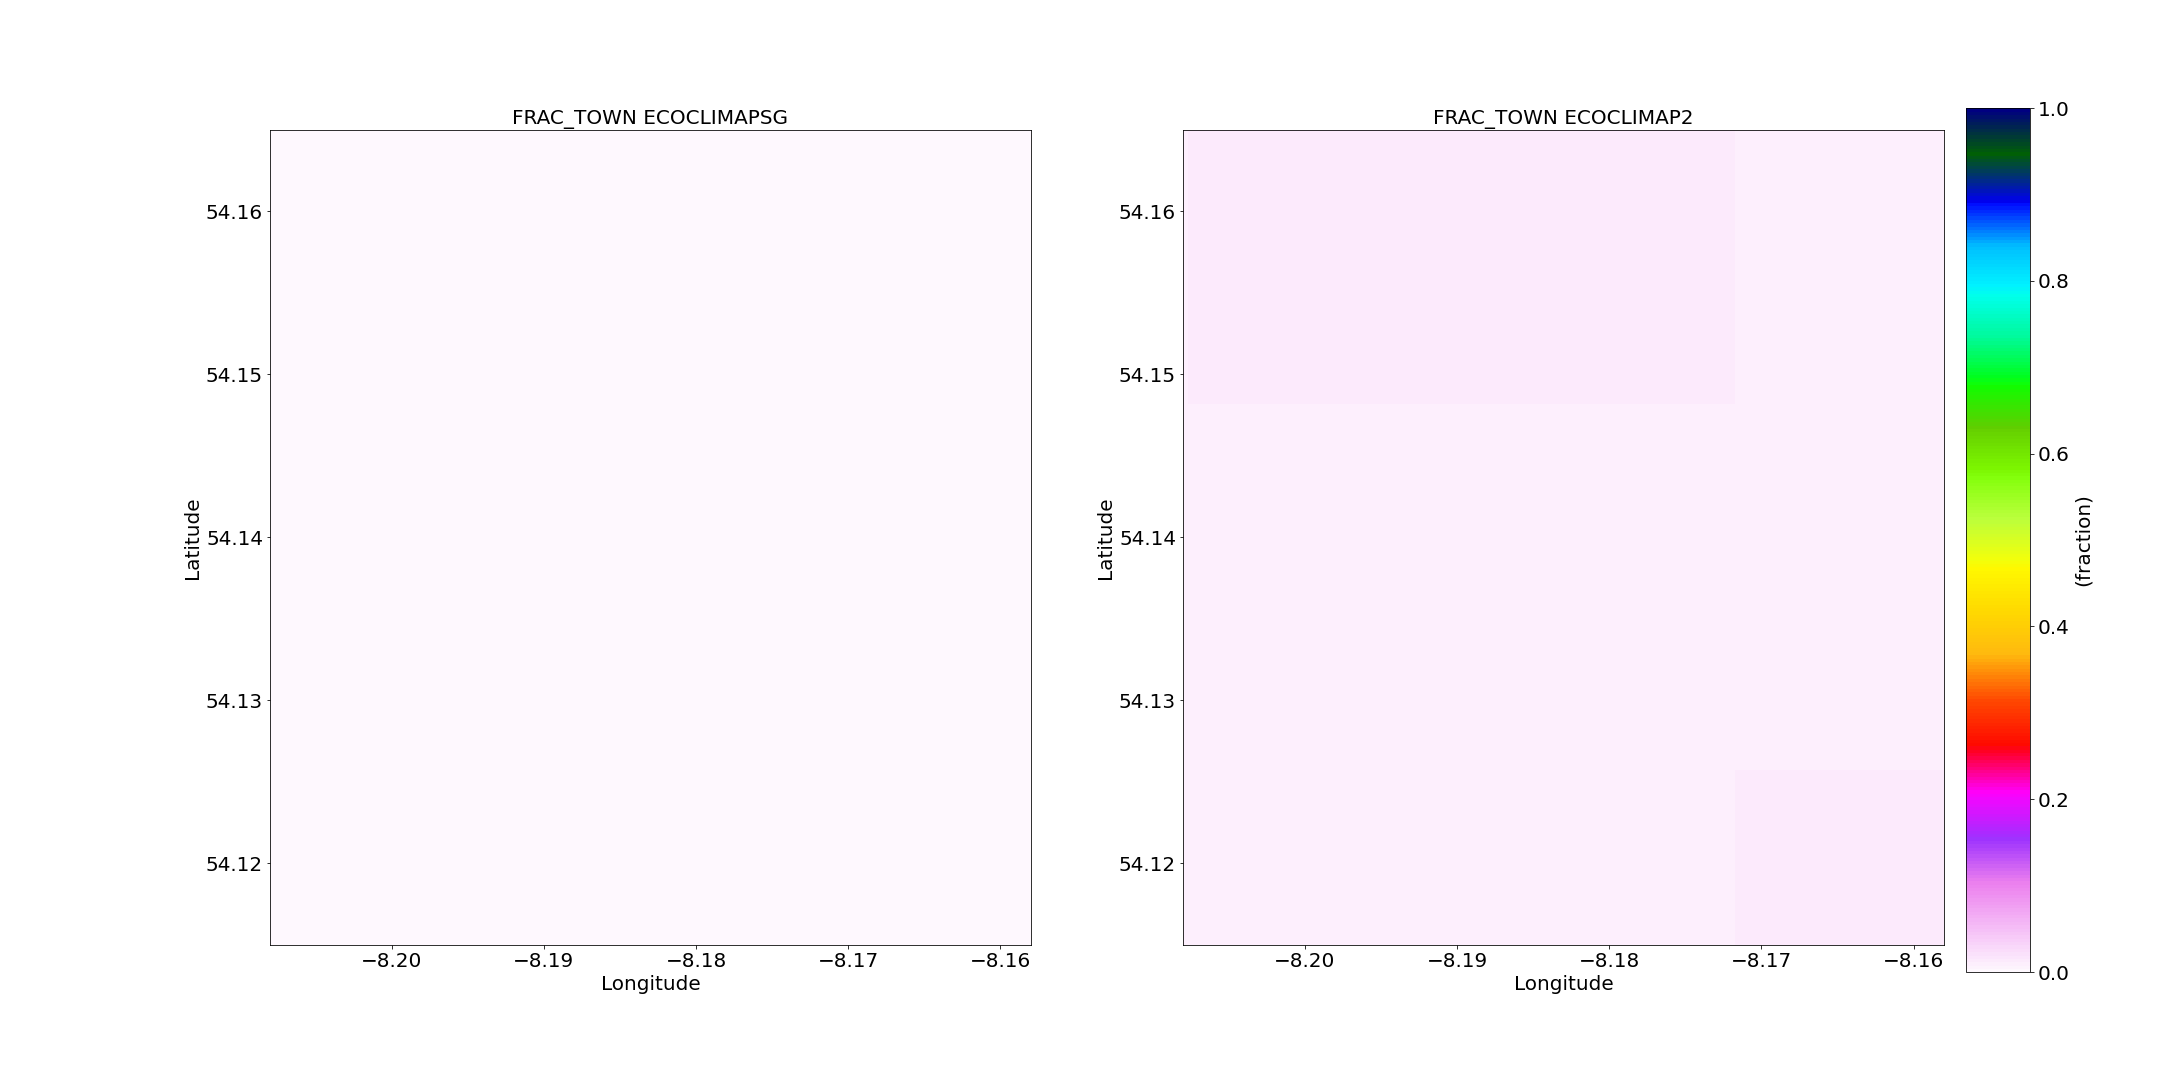 FRAC_TOWN ECOCLIMAPSG
54.16
54.15
54.14
54.13
54.12
Latitude
−8.20 −8.19 −8.18 −8.17 −8.16
Longitude
FRAC_TOWN ECOCLIMAP2
54.16
54.15
54.14
54.13
54.12
Latitude
−8.20 −8.19 −8.18 −8.17 −8.16
Longitude
1.0
0.8
0.6
0.4
0.2
0.0
(fraction)